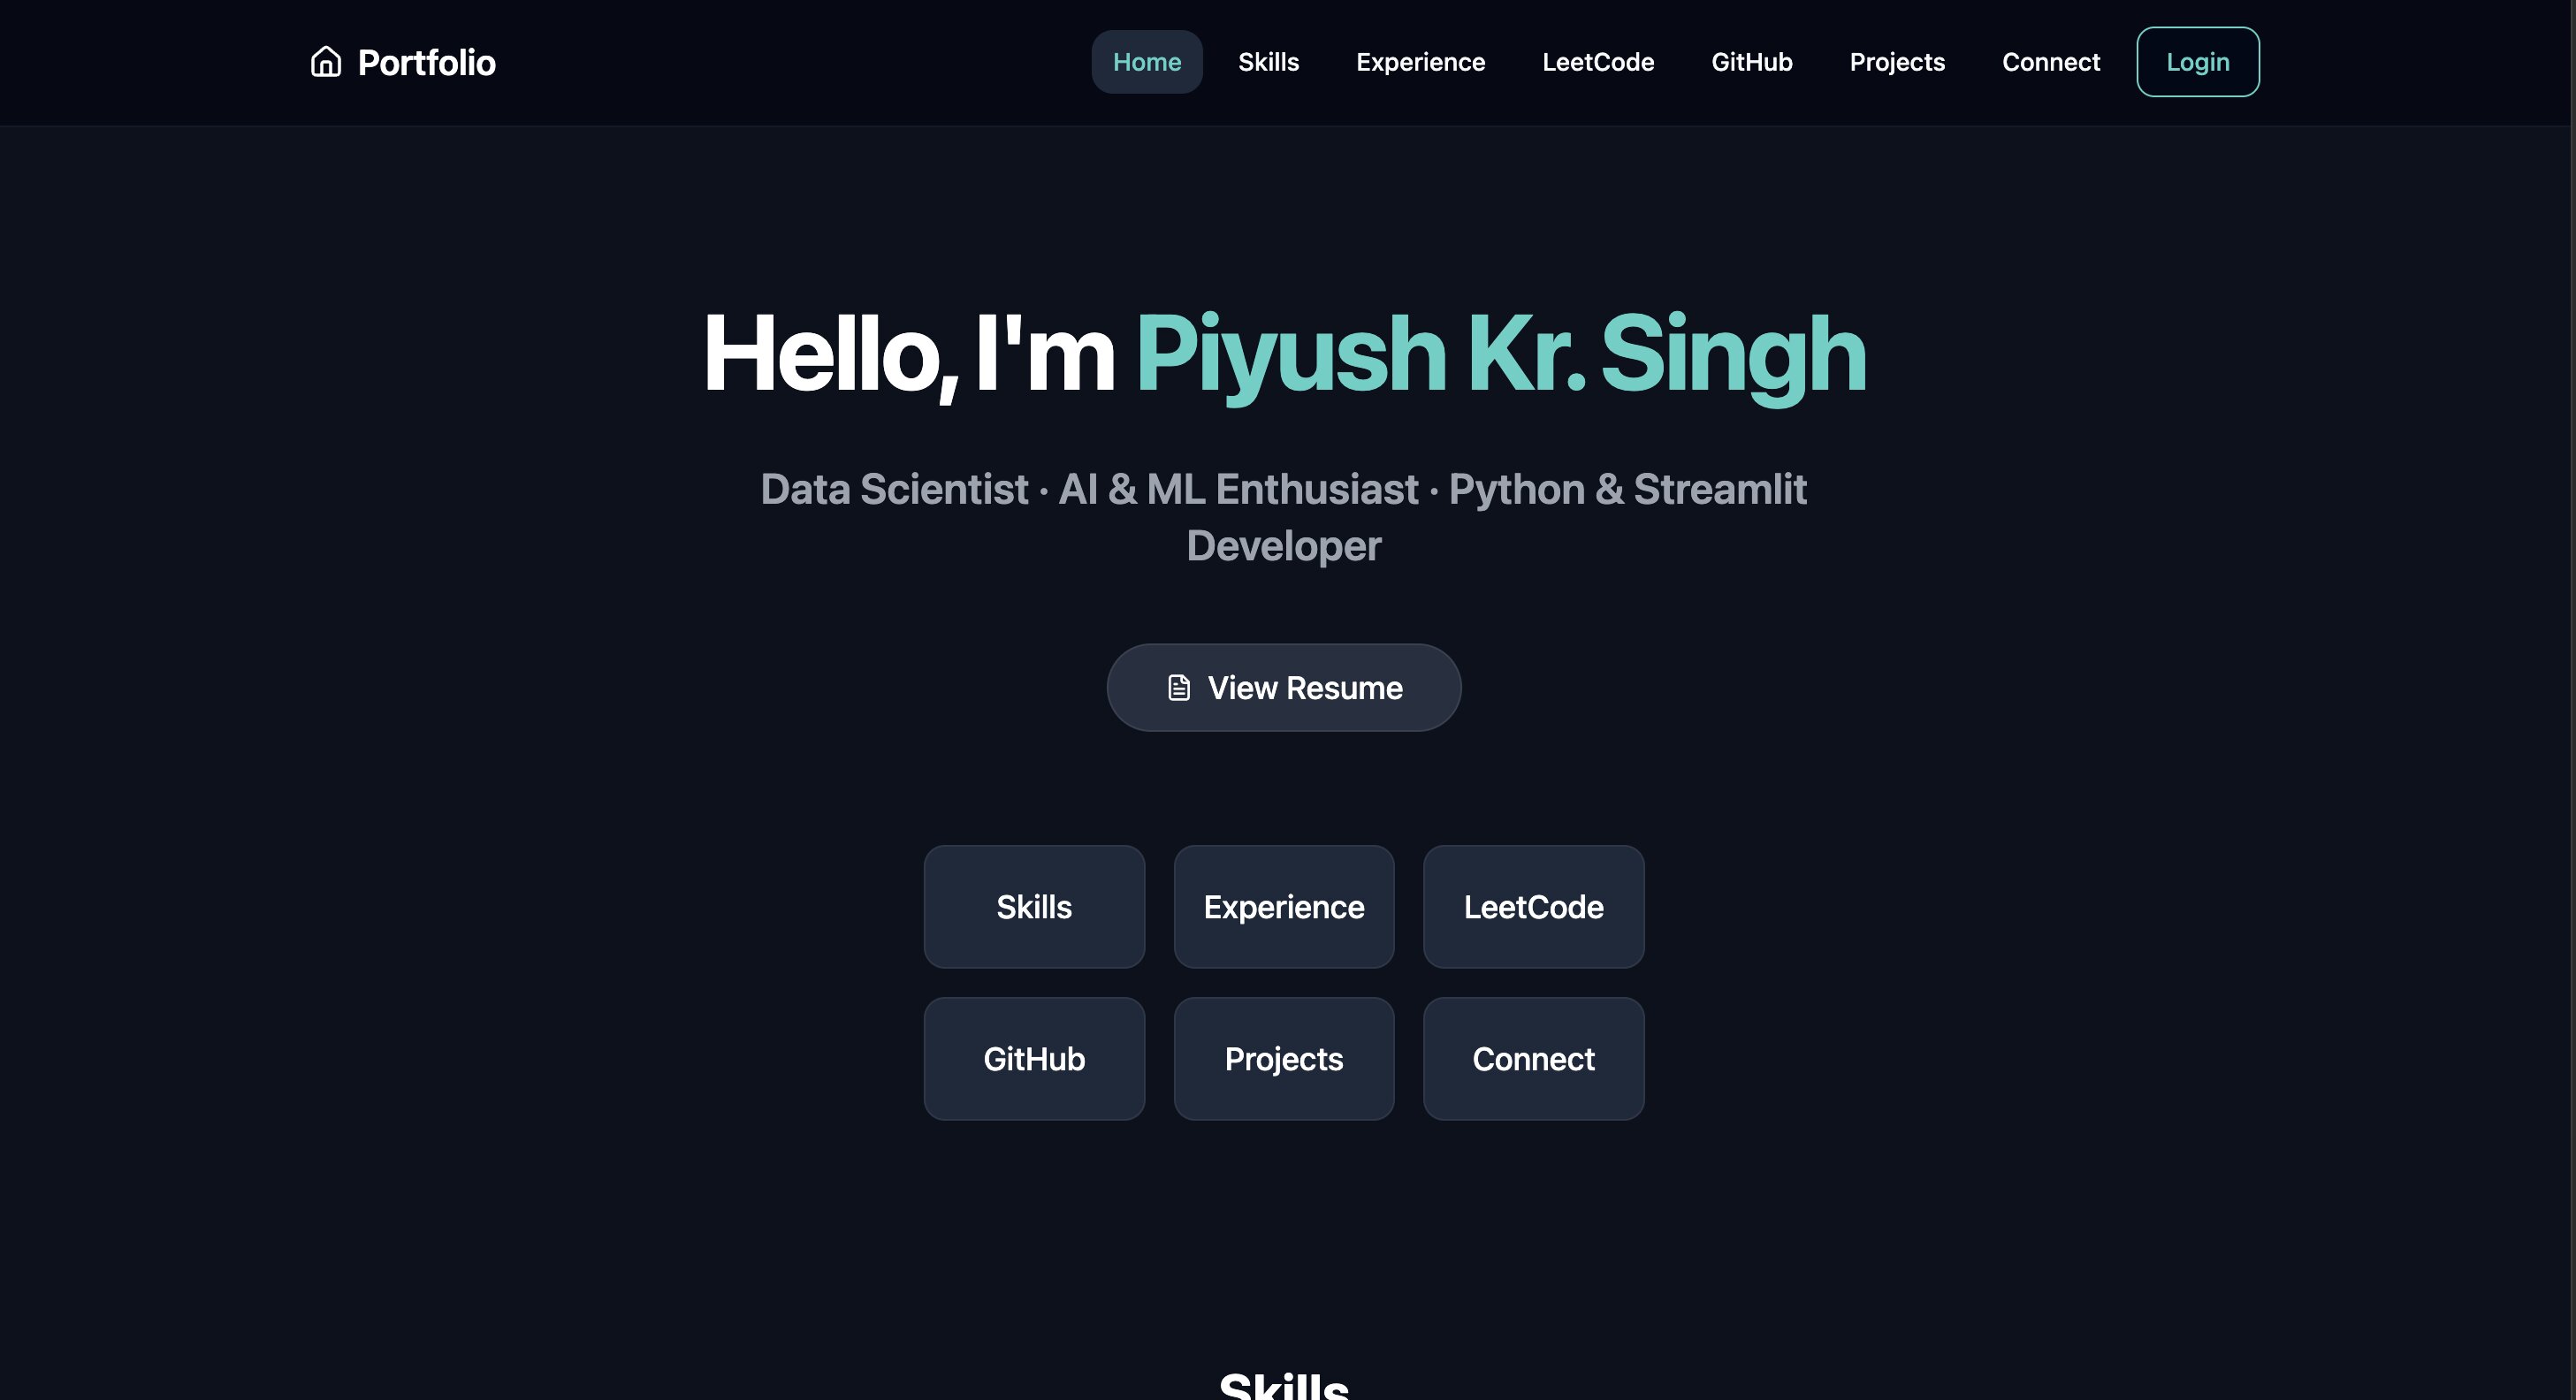 Portfolio
Home Skills Experience LeetCode GitHub Projects Connect Login
Hello, I'm Piyush Kr. Singh
Data Scientist · AI & ML Enthusiast · Python & Streamlit
Developer
View Resume
Skills Experience LeetCode
GitHub Projects Connect
Skills